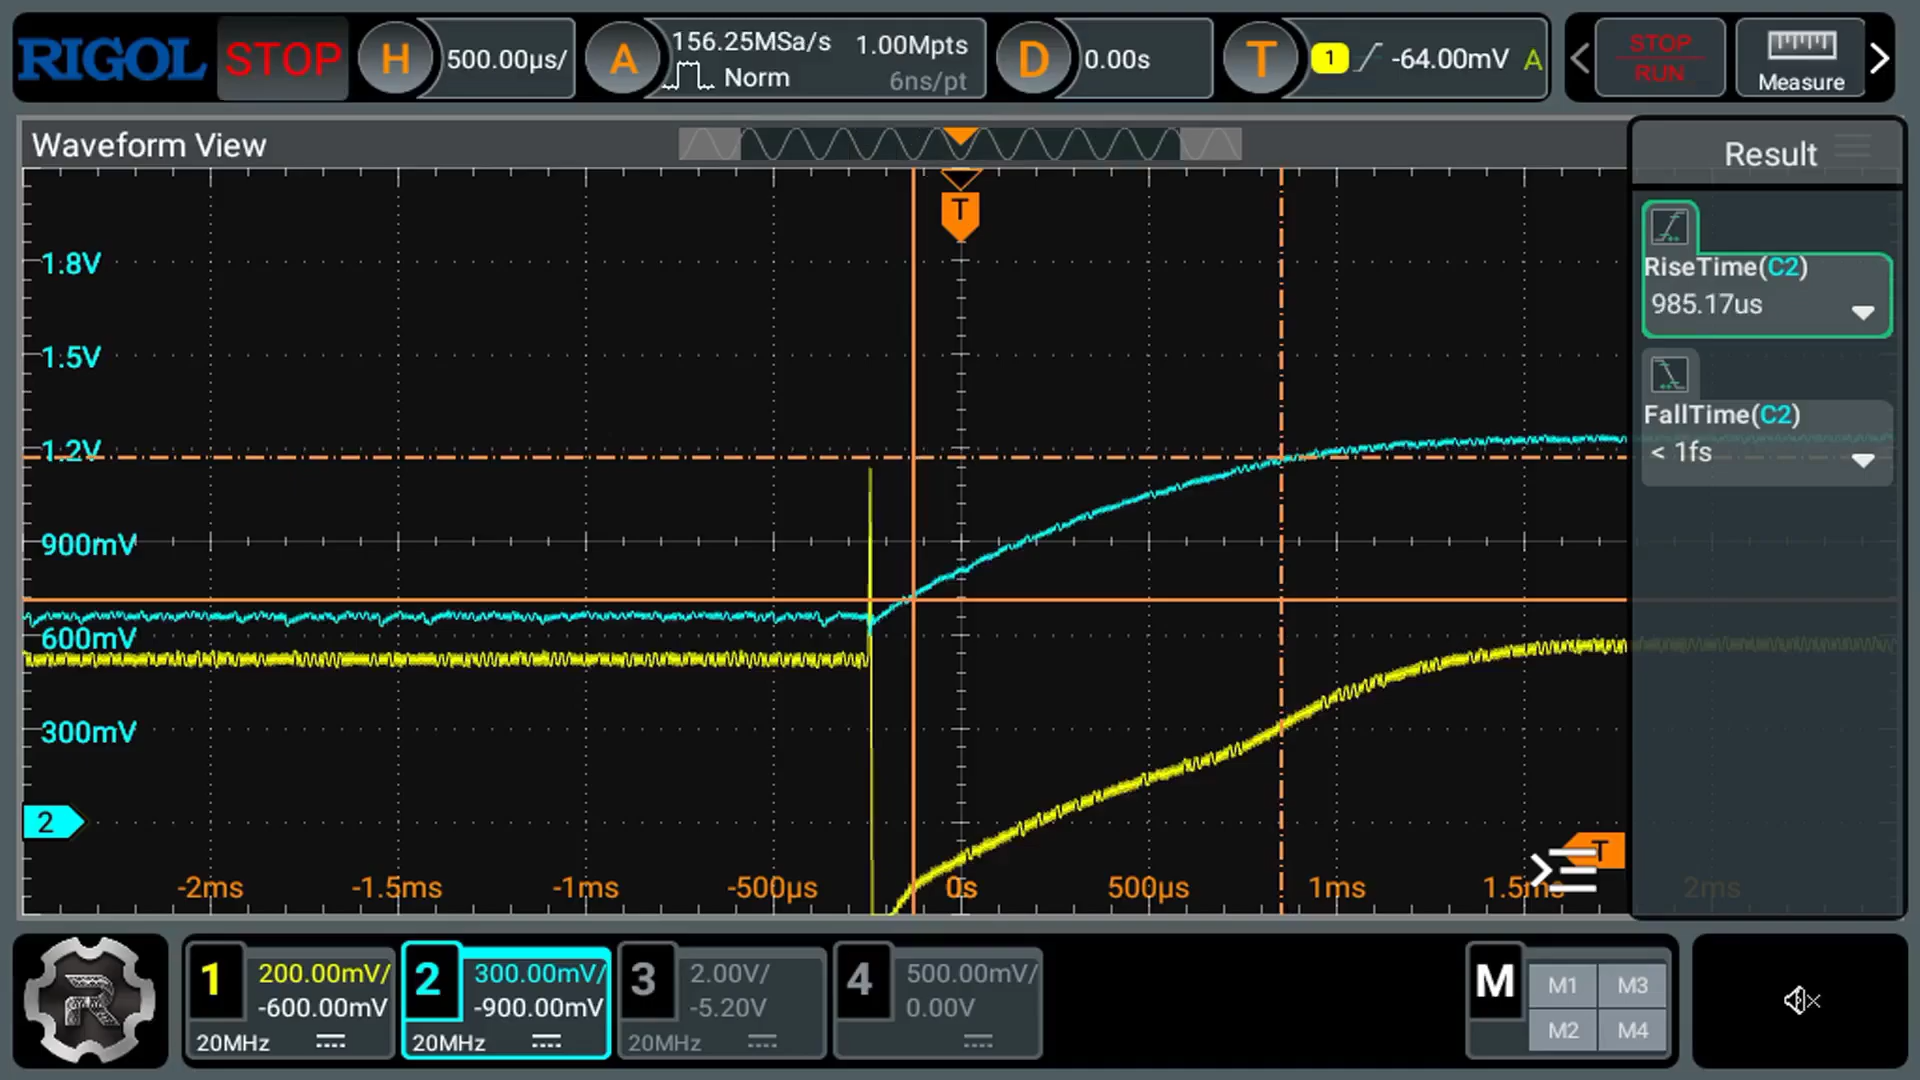 RIGOL STOP H 500.00µs/ A 156.25MSa/s 1.00Mpts D 0.00s T 1 -64.00mV A STOP
Norm 6ns/pt RUN Measure
Waveform View
Result
T
1.8V
RiseTime(C2)
985.17us
1.5V
FallTime(C2)
< 1fs
1.2V
900mV
600mV
300mV
2
T
-2ms -1.5ms -1ms -500µs 0s 500µs 1ms 1.5ms 2ms
1 200.00mV/ 2 300.00mV/ 3 2.00V/ 4 500.00mV/ M M1 M3
-600.00mV -900.00mV -5.20V 0.00V
20MHz 20MHz 20MHz M2 M4
R